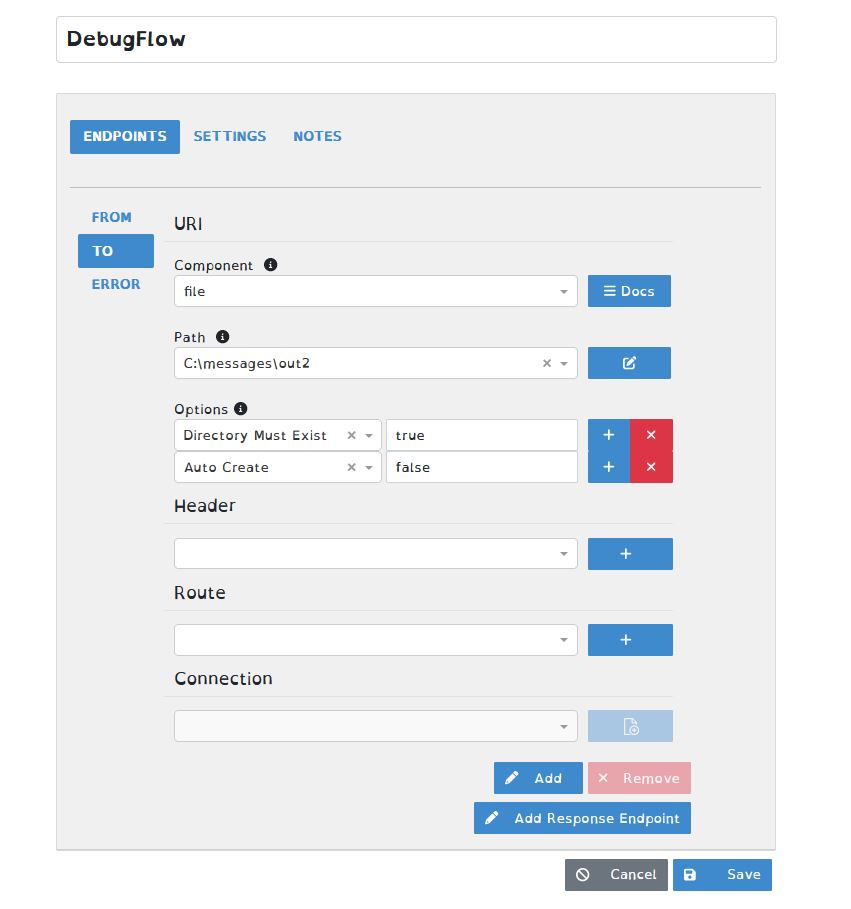 DebugFlow
ENDPOINTS SETTINGS NOTES
FROM
TO
ERROR
URI
Component
file
Docs
Path
C:\messages\out2
Options
Directory Must Exist true
Auto Create false
Header
Route
Connection
Add Remove
Add Response Endpoint
Cancel Save